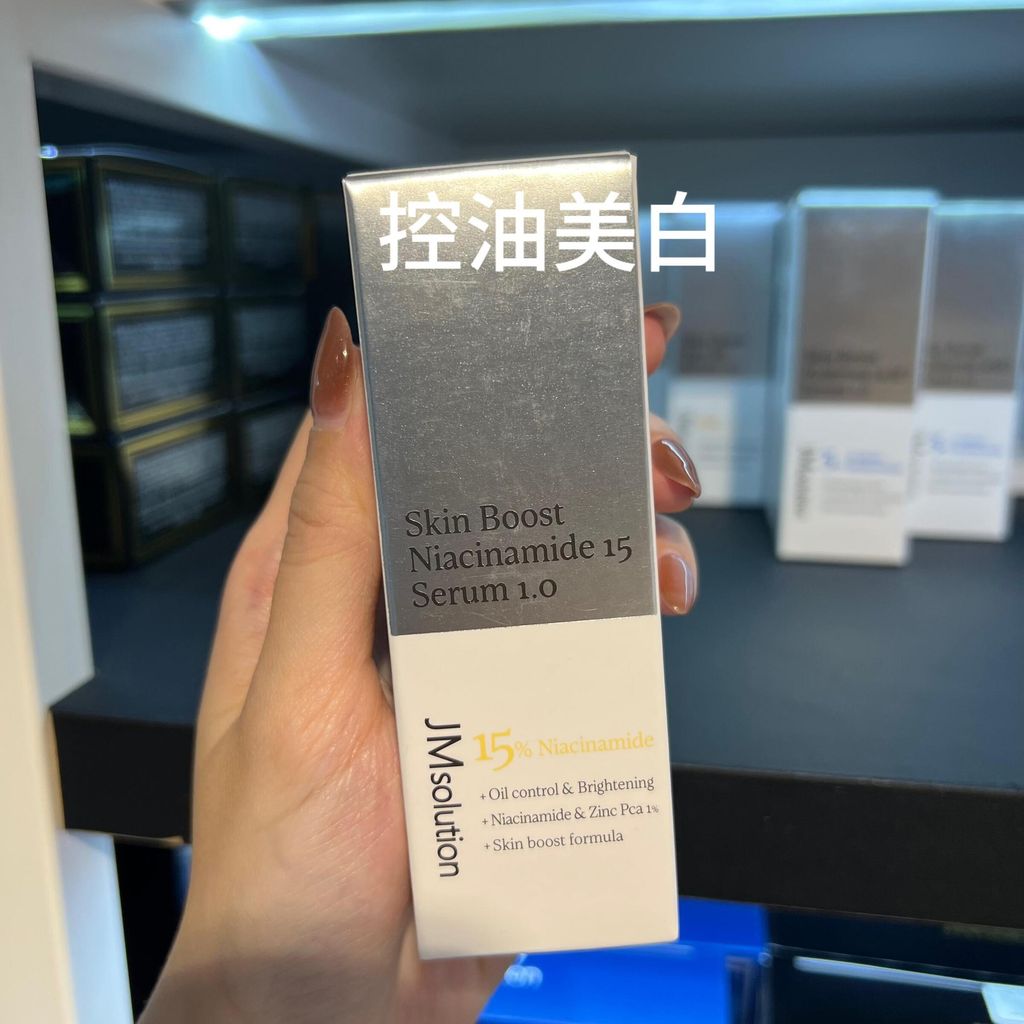 控油美白
Skin Boost
Niacinamide 15
Serum 1.0
JMsolution
15% Niacinamide
+ Oil control & Brightening
+ Niacinamide & Zinc Pca 1%
+ Skin boost formula